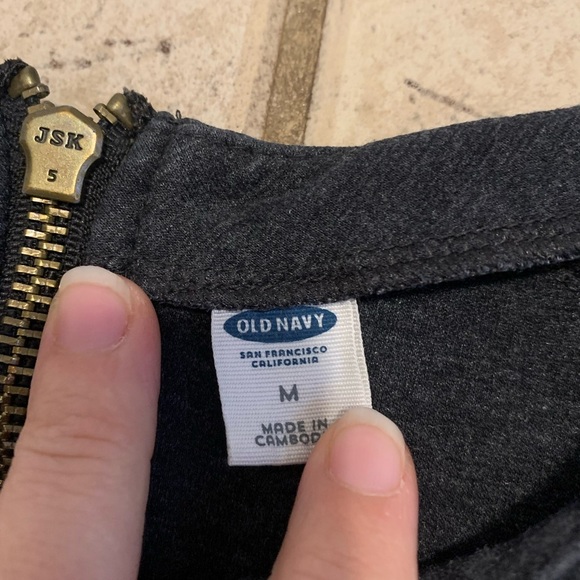 JSK
5
OLD NAVY
SAN FRANCISCO
CALIFORNIA
M
MADE IN
CAMBOD